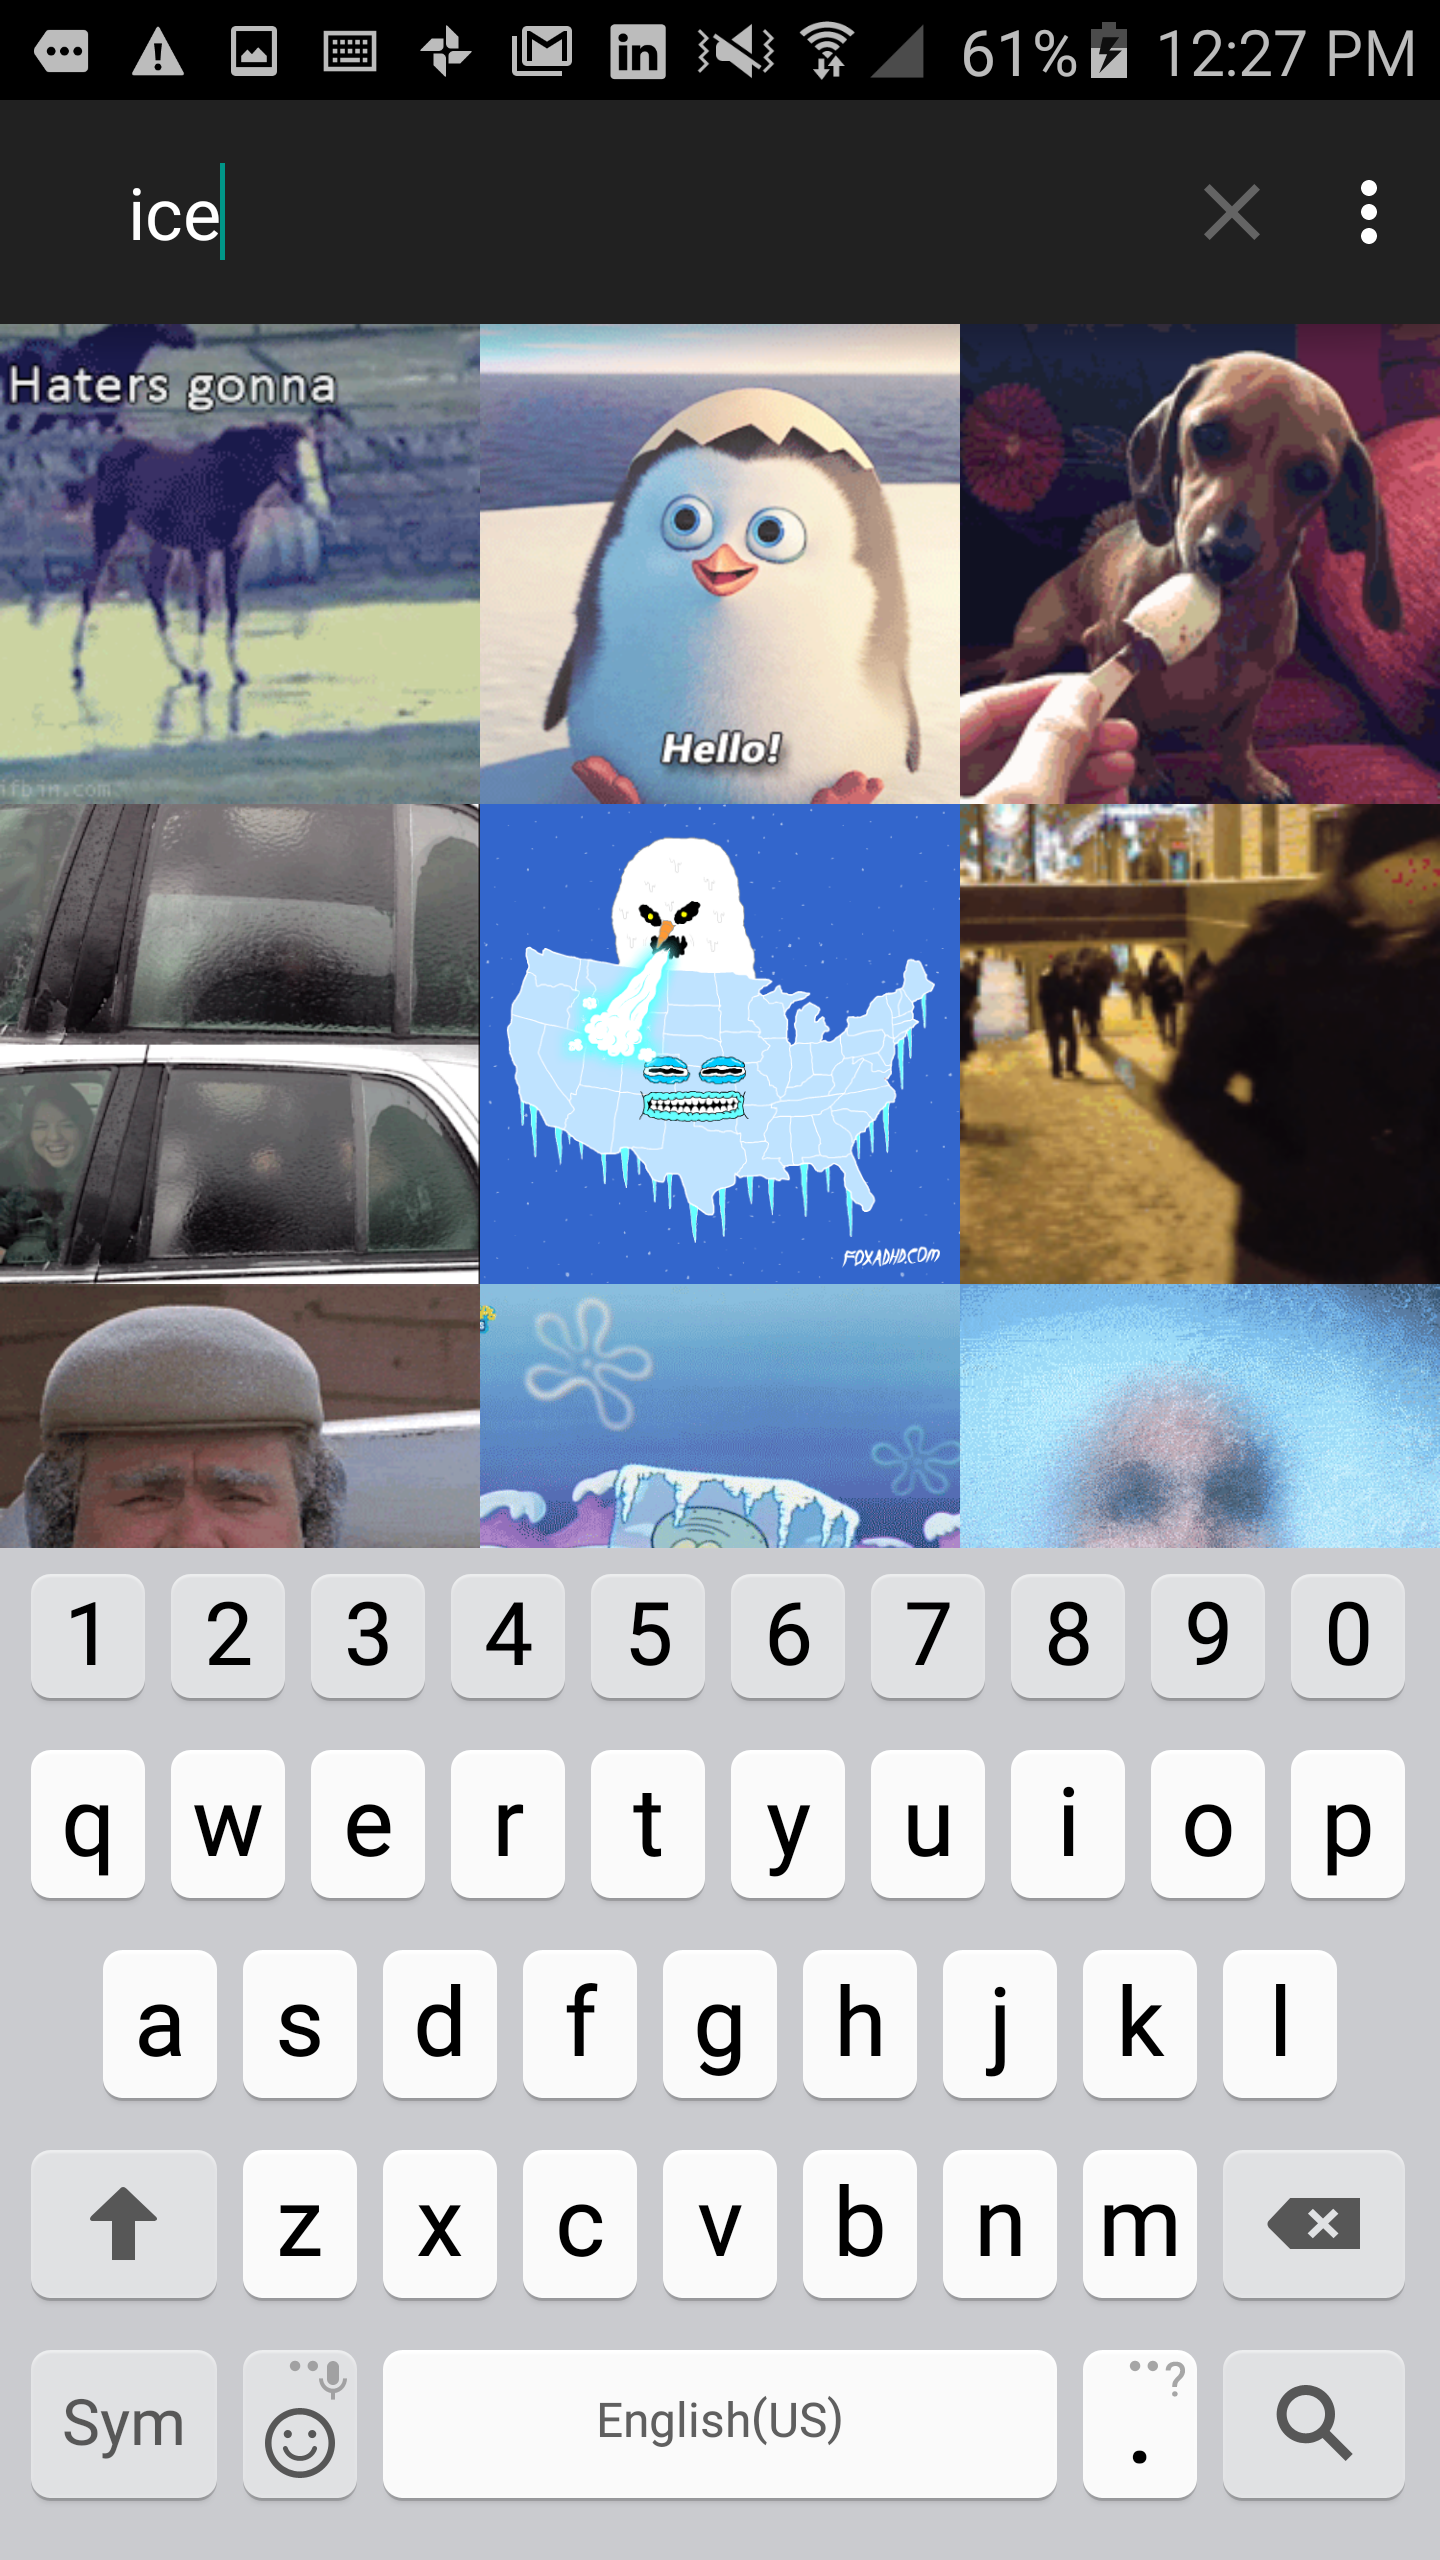 61% 12:27 PM
ice
Haters gonna
Hello!
FOXADHD.COM
1 2 3 4 5 6 7 8 9 0
q w e r t y u i o p
a s d f g h j k l
z x c v b n m
?
Sym English(US) .